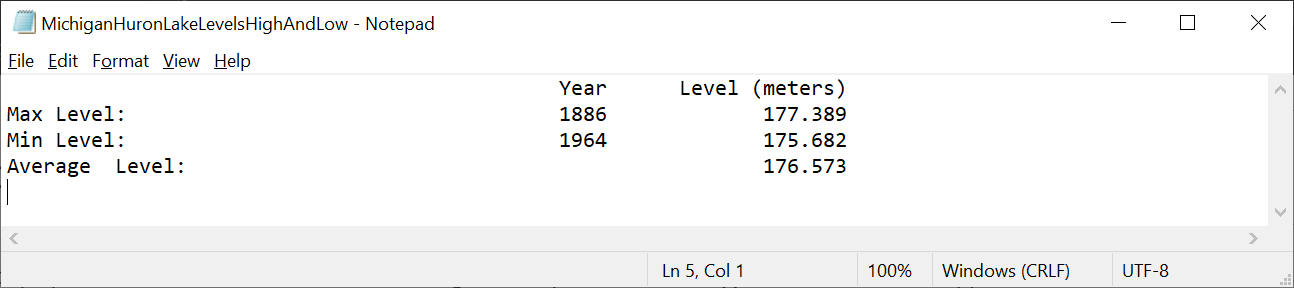 MichiganHuronLakeLevelsHighAndLow - Notepad
File Edit Format View Help
Year Level (meters)
Max Level: 1886 177.389
Min Level: 1964 175.682
Average  Level: 176.573
Ln 5, Col 1 100% Windows (CRLF) UTF-8